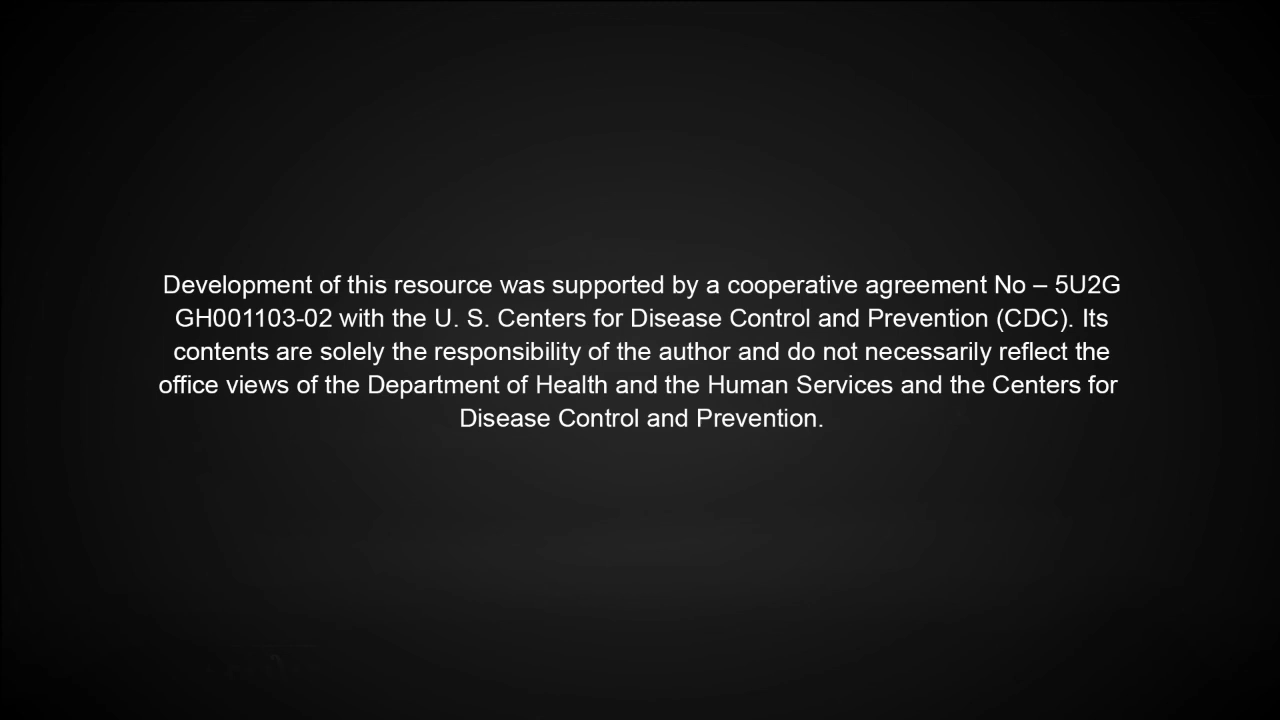 Development of this resource was supported by a cooperative agreement No – 5U2G
GH001103-02 with the U. S. Centers for Disease Control and Prevention (CDC). Its
contents are solely the responsibility of the author and do not necessarily reflect the
office views of the Department of Health and the Human Services and the Centers for
Disease Control and Prevention.